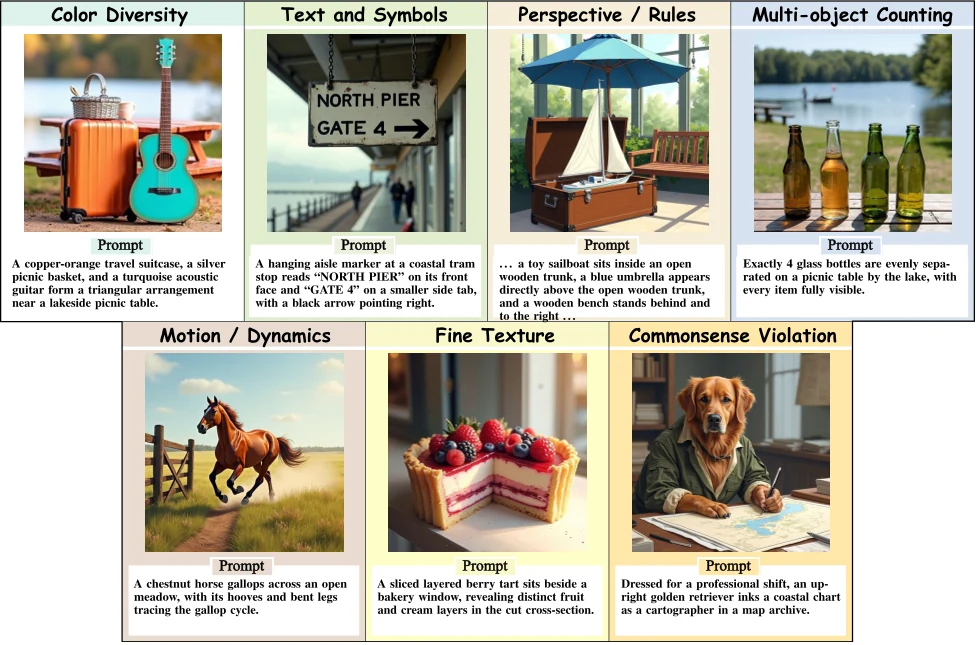 Color Diversity
Text and Symbols
Perspective / Rules
Multi-object Counting
NORTH PIER
GATE 4 →
Prompt
A copper-orange travel suitcase, a silver
picnic basket, and a turquoise acoustic
guitar form a triangular arrangement
near a lakeside picnic table.
Prompt
A hanging aisle marker at a coastal tram
stop reads “NORTH PIER” on its front
face and “GATE 4” on a smaller side tab,
with a black arrow pointing right.
Prompt
… a toy sailboat sits inside an open
wooden trunk, a blue umbrella appears
directly above the open wooden trunk,
and a wooden bench stands behind and
to the right …
Prompt
Exactly 4 glass bottles are evenly sepa-
rated on a picnic table by the lake, with
every item fully visible.
Motion / Dynamics
Fine Texture
Commonsense Violation
Prompt
A chestnut horse gallops across an open
meadow, with its hooves and bent legs
tracing the gallop cycle.
Prompt
A sliced layered berry tart sits beside a
bakery window, revealing distinct fruit
and cream layers in the cut cross-section.
Prompt
Dressed for a professional shift, an up-
right golden retriever inks a coastal chart
as a cartographer in a map archive.